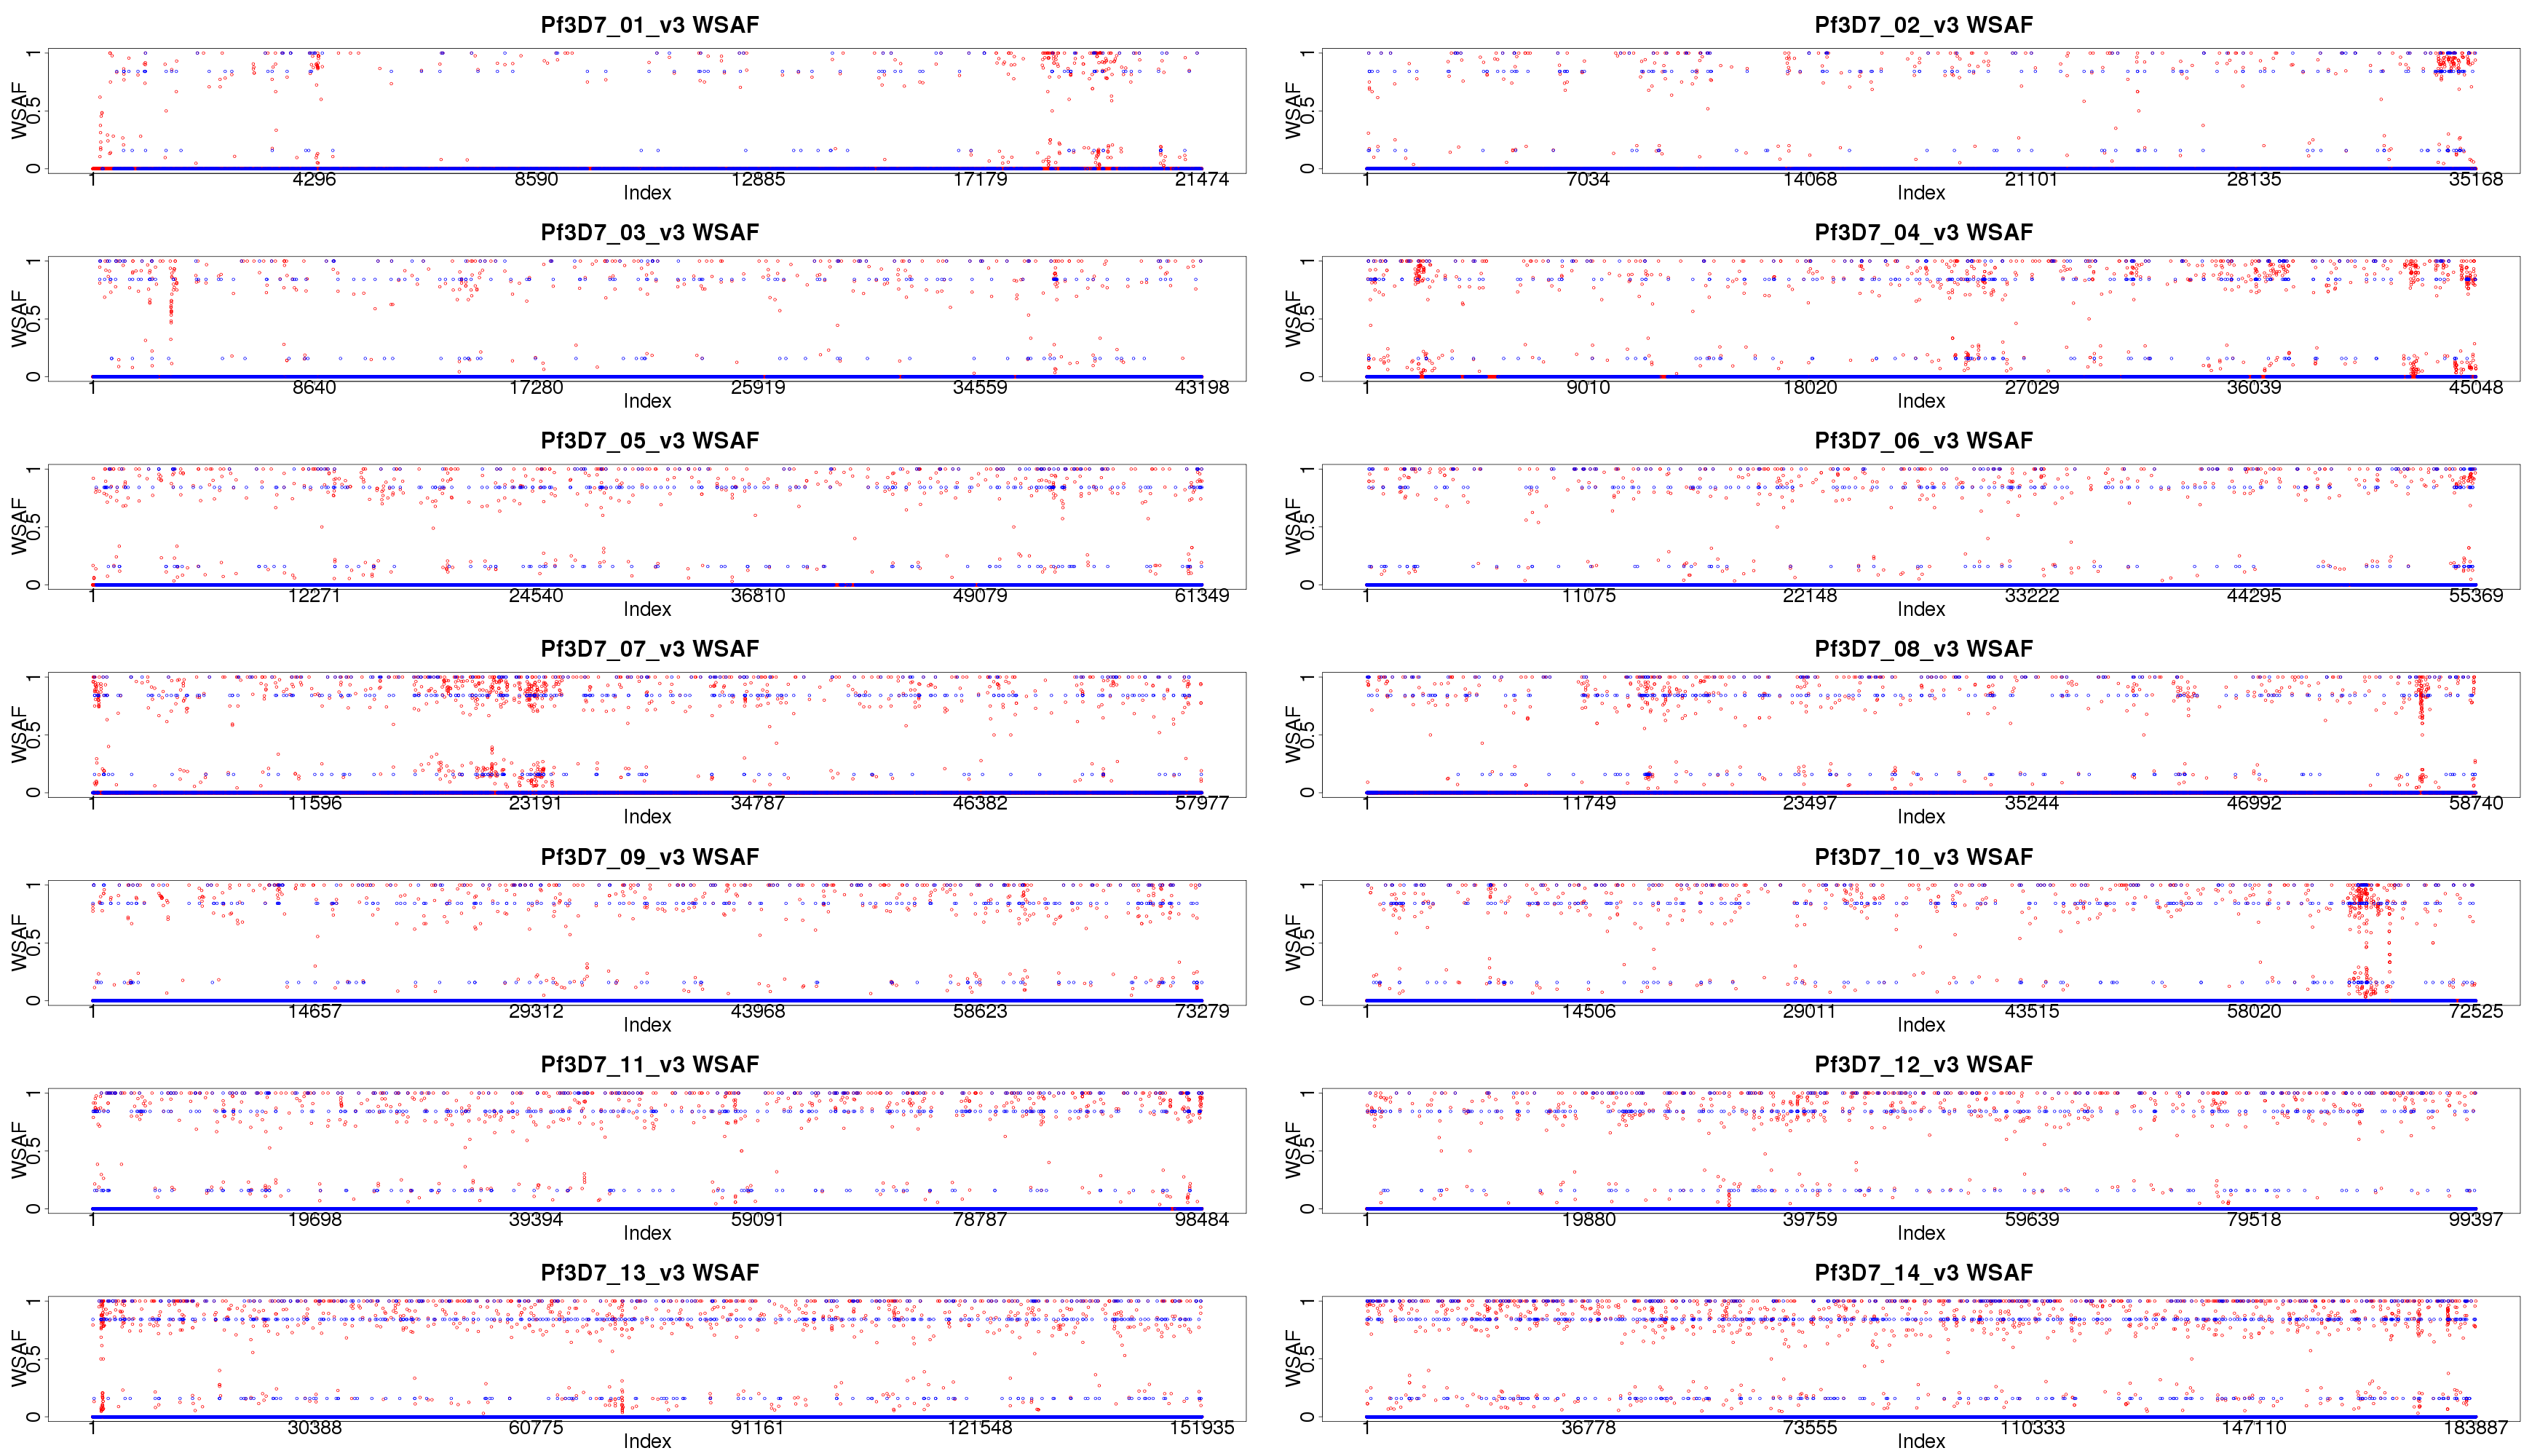 Pf3D7_01_v3 WSAF
WSAF
0 0.5 1
1 4296 8590 12885 17179 21474
Index
Pf3D7_02_v3 WSAF
WSAF
0 0.5 1
1 7034 14068 21101 28135 35168
Index
Pf3D7_03_v3 WSAF
WSAF
0 0.5 1
1 8640 17280 25919 34559 43198
Index
Pf3D7_04_v3 WSAF
WSAF
0 0.5 1
1 9010 18020 27029 36039 45048
Index
Pf3D7_05_v3 WSAF
WSAF
0 0.5 1
1 12271 24540 36810 49079 61349
Index
Pf3D7_06_v3 WSAF
WSAF
0 0.5 1
1 11075 22148 33222 44295 55369
Index
Pf3D7_07_v3 WSAF
WSAF
0 0.5 1
1 11596 23191 34787 46382 57977
Index
Pf3D7_08_v3 WSAF
WSAF
0 0.5 1
1 11749 23497 35244 46992 58740
Index
Pf3D7_09_v3 WSAF
WSAF
0 0.5 1
1 14657 29312 43968 58623 73279
Index
Pf3D7_10_v3 WSAF
WSAF
0 0.5 1
1 14506 29011 43515 58020 72525
Index
Pf3D7_11_v3 WSAF
WSAF
0 0.5 1
1 19698 39394 59091 78787 98484
Index
Pf3D7_12_v3 WSAF
WSAF
0 0.5 1
1 19880 39759 59639 79518 99397
Index
Pf3D7_13_v3 WSAF
WSAF
0 0.5 1
1 30388 60775 91161 121548 151935
Index
Pf3D7_14_v3 WSAF
WSAF
0 0.5 1
1 36778 73555 110333 147110 183887
Index